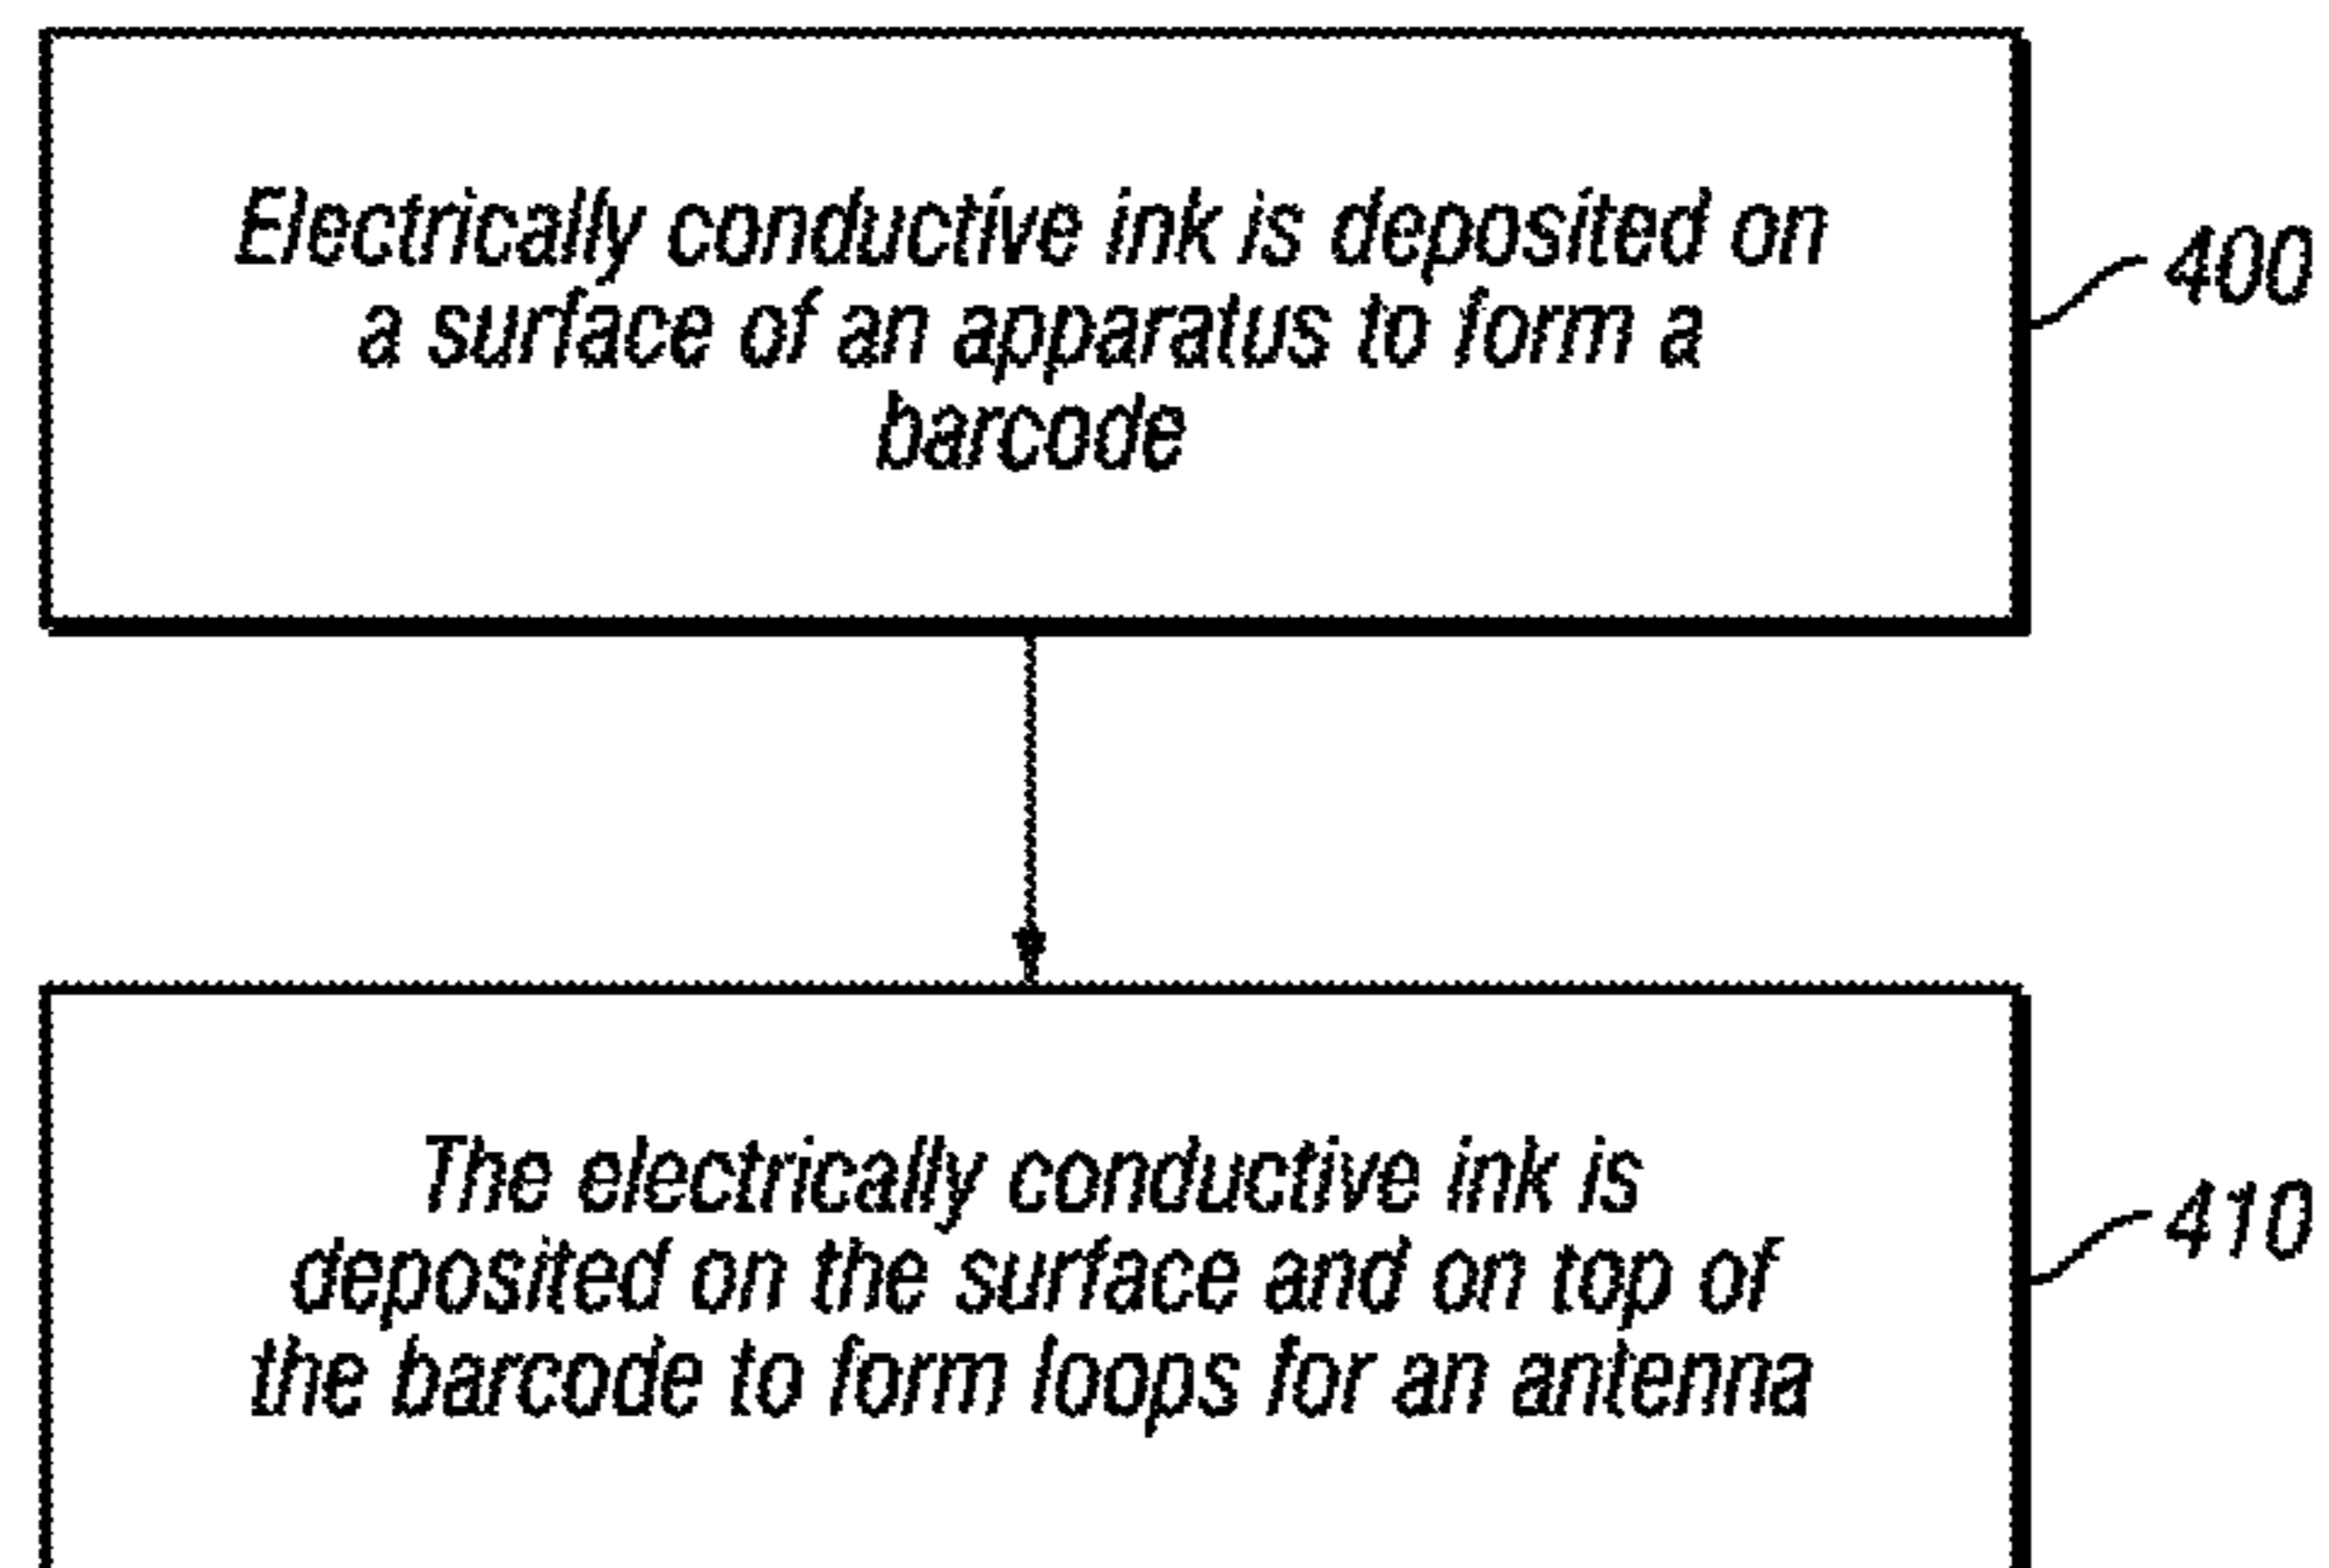 Electrically conductive ink is deposited on
a surface of an apparatus to form a
barcode
400
The electrically conductive ink is
deposited on the surface and on top of
the barcode to form loops for an antenna
410